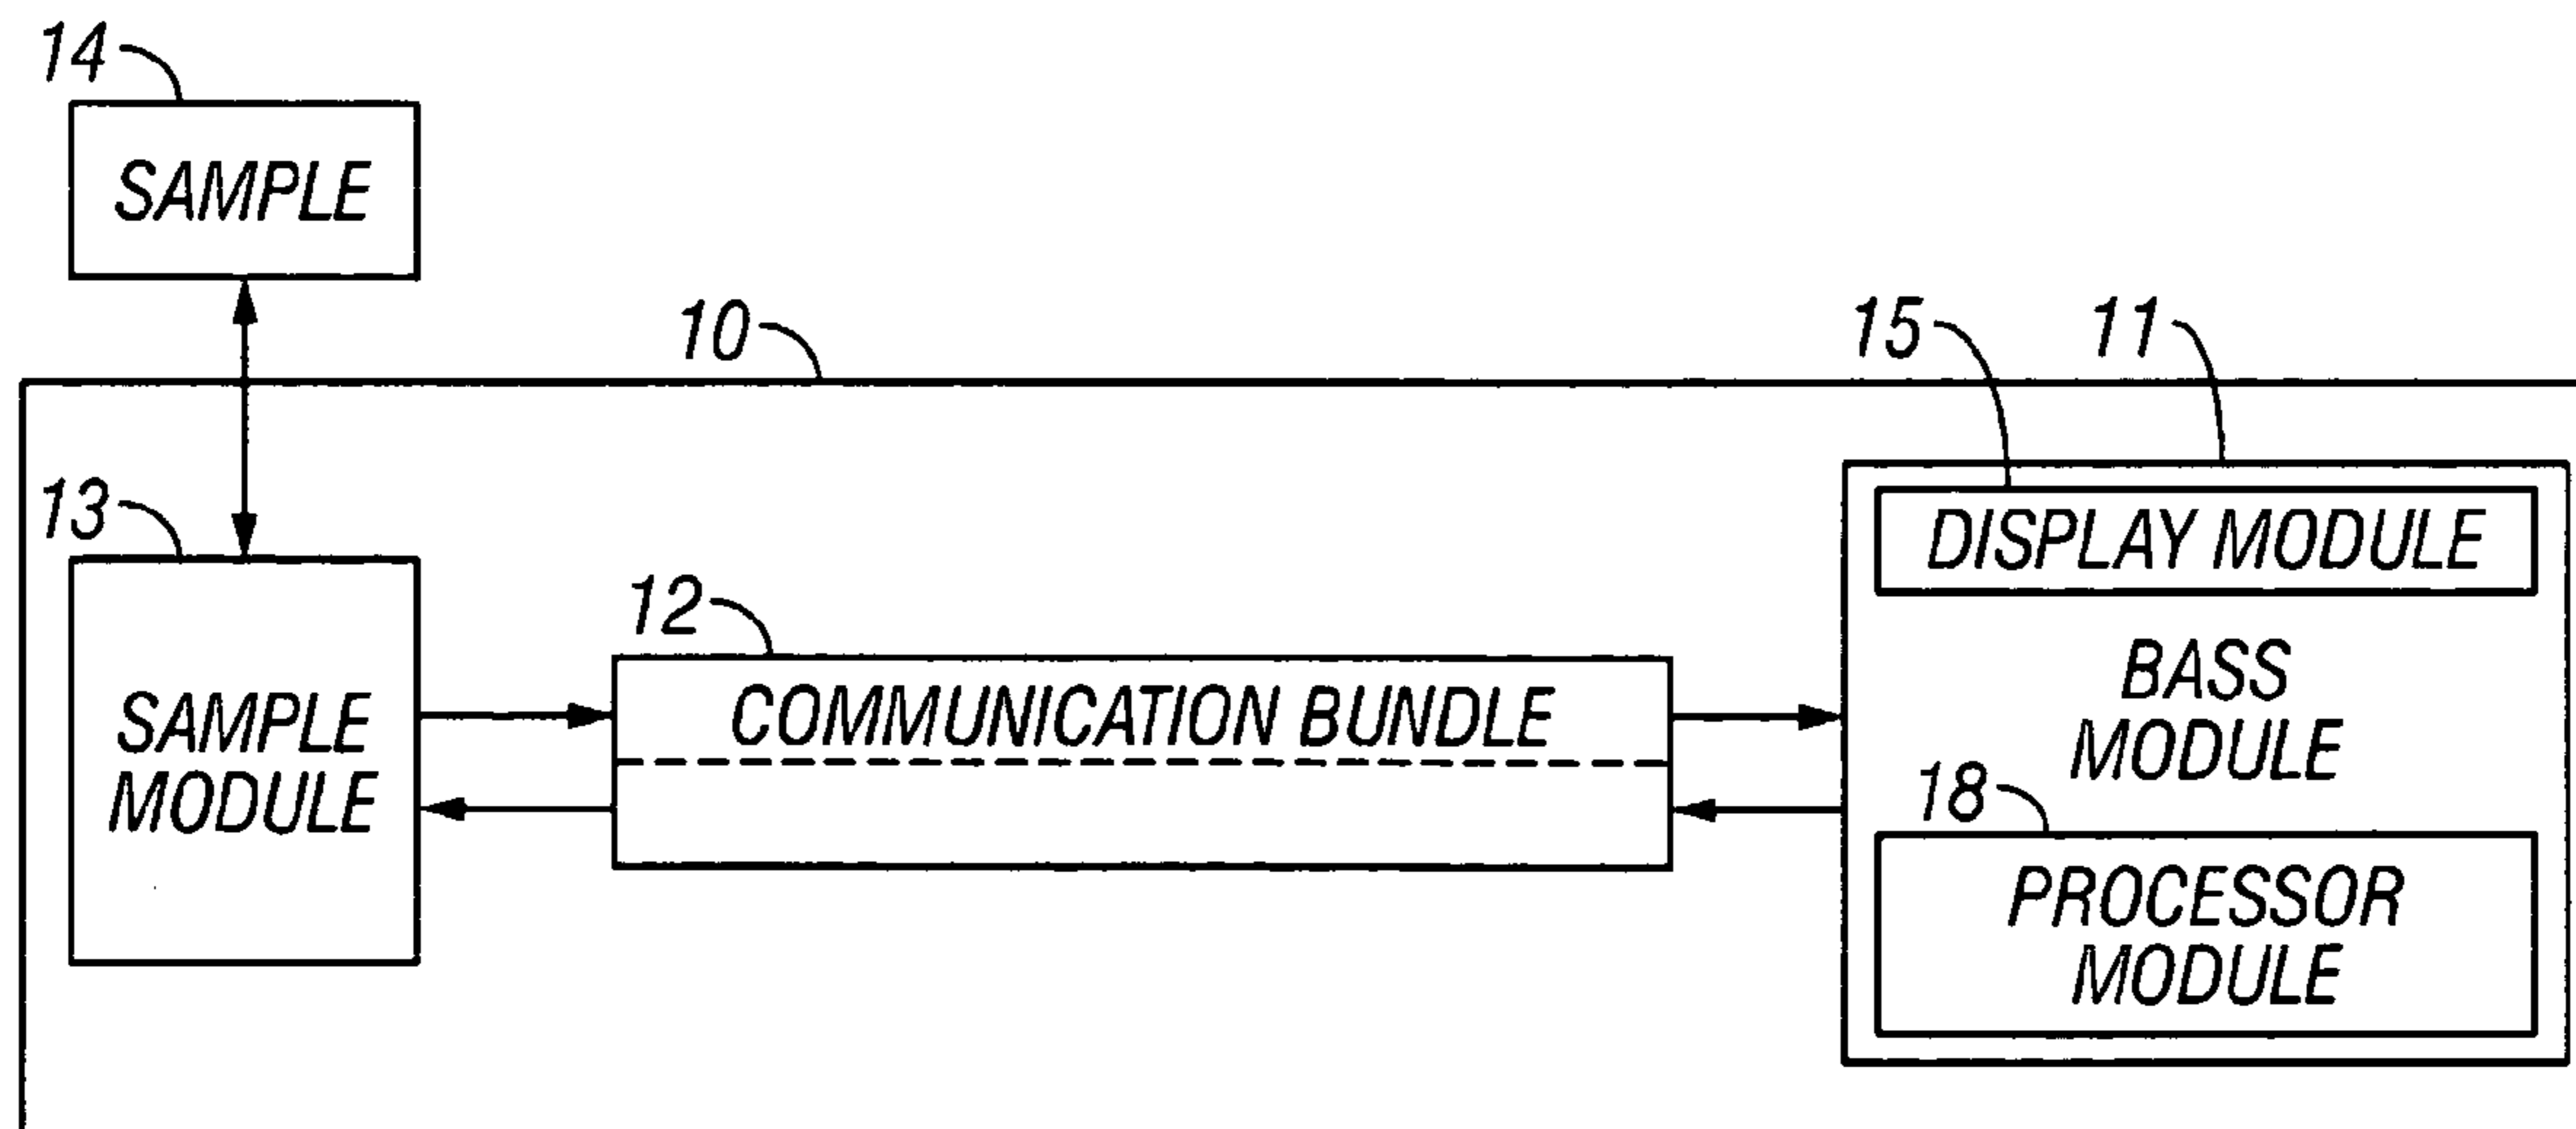 14
SAMPLE
10
15
11
13
DISPLAY MODULE
12
BASS
MODULE
COMMUNICATION BUNDLE
SAMPLE
MODULE
18
PROCESSOR
MODULE